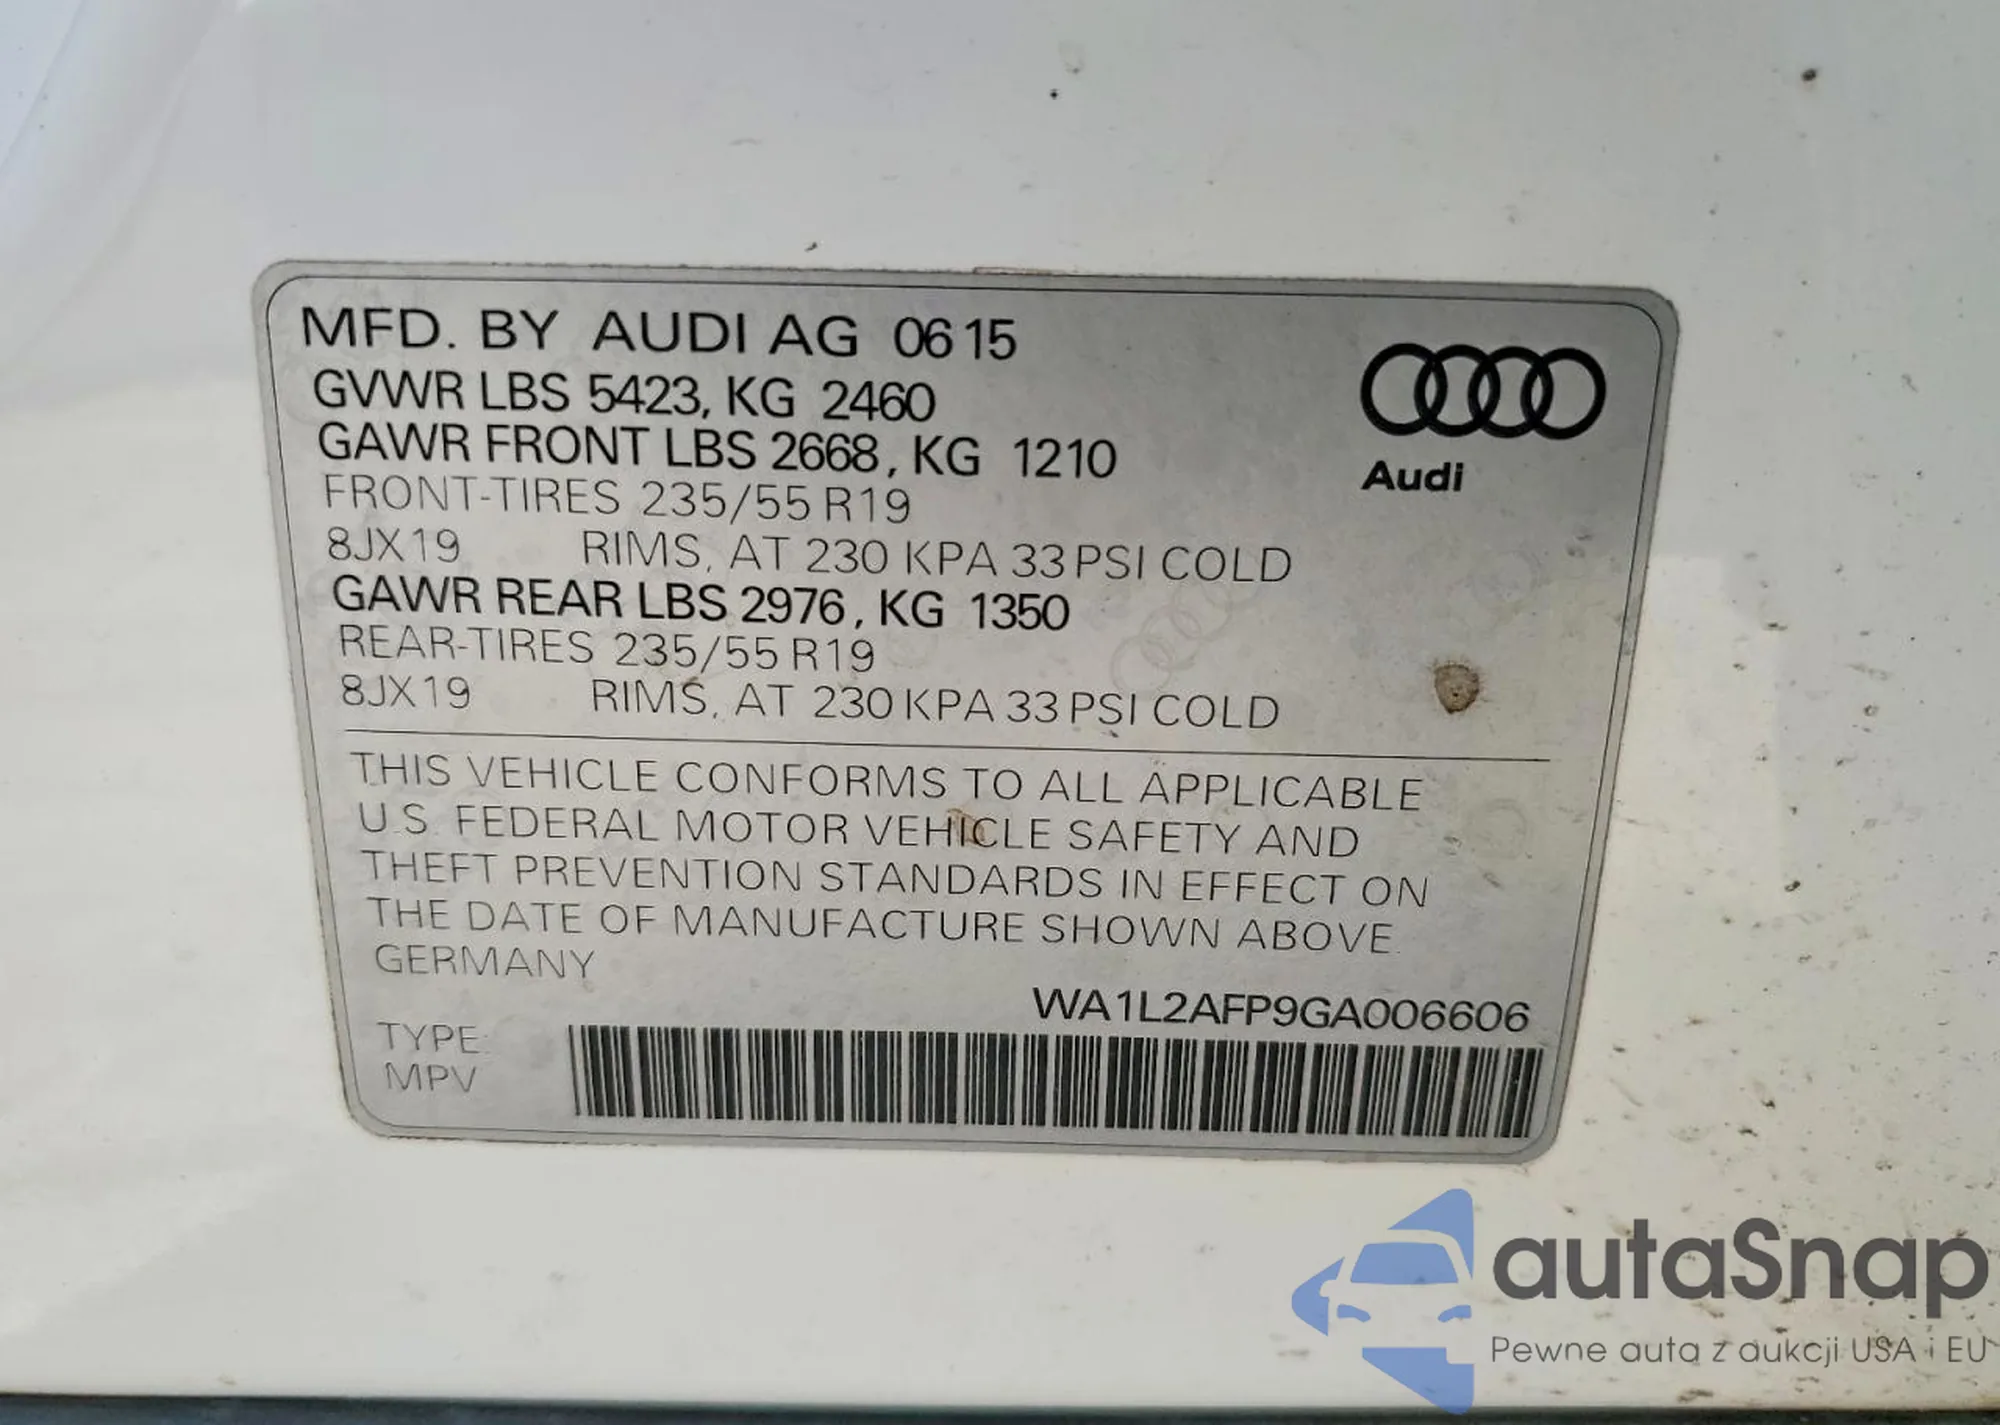 MFD. BY AUDI AG 06 15
GVWR LBS 5423, KG 2460
GAWR FRONT LBS 2668, KG 1210
FRONT-TIRES 235/55 R19
8JX19 RIMS, AT 230 KPA 33 PSI COLD
GAWR REAR LBS 2976, KG 1350
REAR-TIRES 235/55 R19
8JX19 RIMS, AT 230 KPA 33 PSI COLD
Audi
THIS VEHICLE CONFORMS TO ALL APPLICABLE
U.S. FEDERAL MOTOR VEHICLE SAFETY AND
THEFT PREVENTION STANDARDS IN EFFECT ON
THE DATE OF MANUFACTURE SHOWN ABOVE.
GERMANY
WA1L2AFP9GA006606
TYPE:
MPV
autaSnap
Pewne auta z aukcji USA i EU